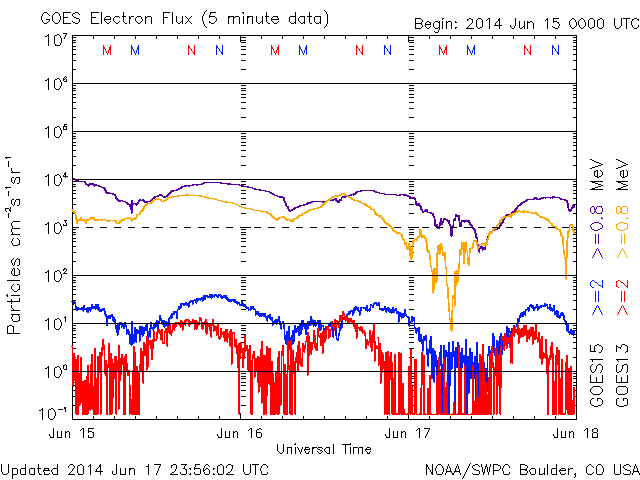 GOES Electron Flux (5 minute data)
Begin: 2014 Jun 15 0000 UTC
M M N N M M N N M M N N
10⁷
10⁶
10⁵
10⁴
10³
10²
10¹
10⁰
10⁻¹
Particles cm⁻²s⁻¹sr⁻¹
GOES15 >=2 >=0.8 MeV
GOES13 >=2 >=0.8 MeV
Jun 15 Jun 16 Jun 17 Jun 18
Universal Time
Updated 2014 Jun 17 23:56:02 UTC
NOAA/SWPC Boulder, CO USA